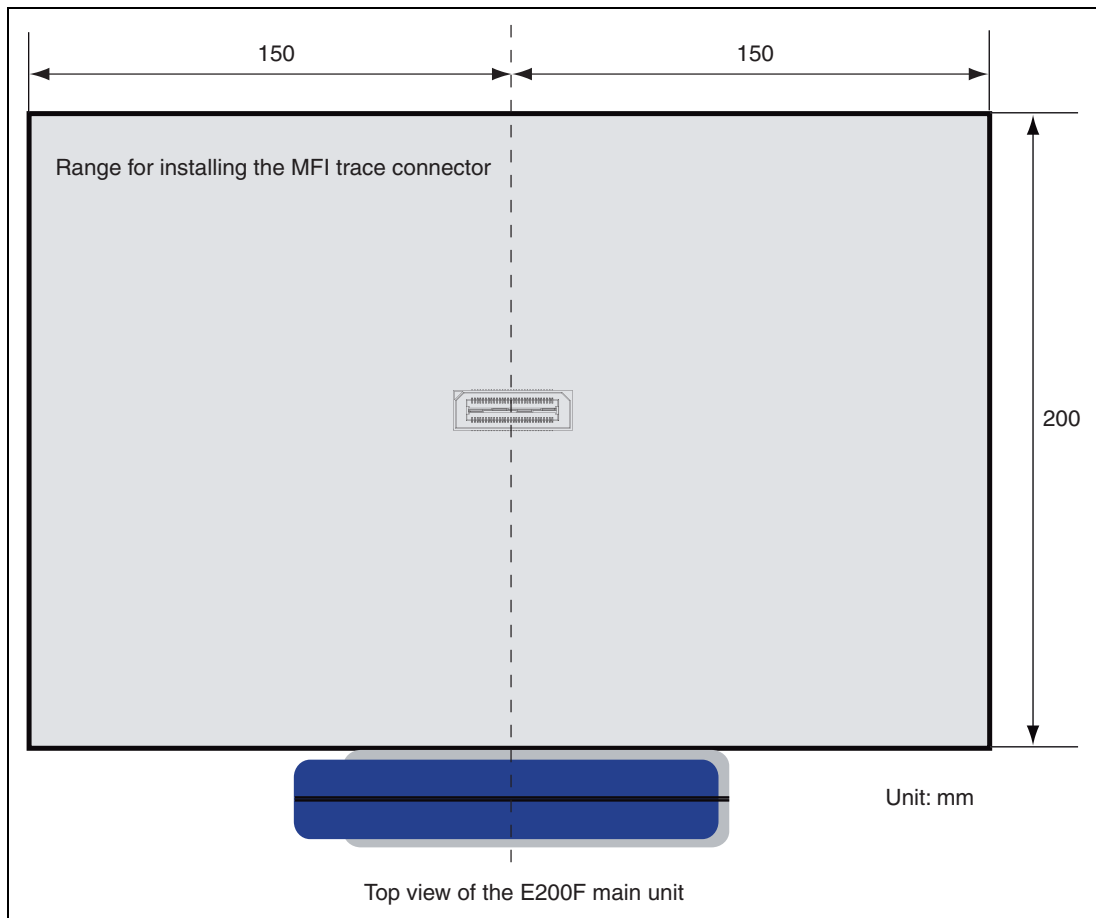 150
150
Range for installing the MFI trace connector
200
Unit: mm
Top view of the E200F main unit